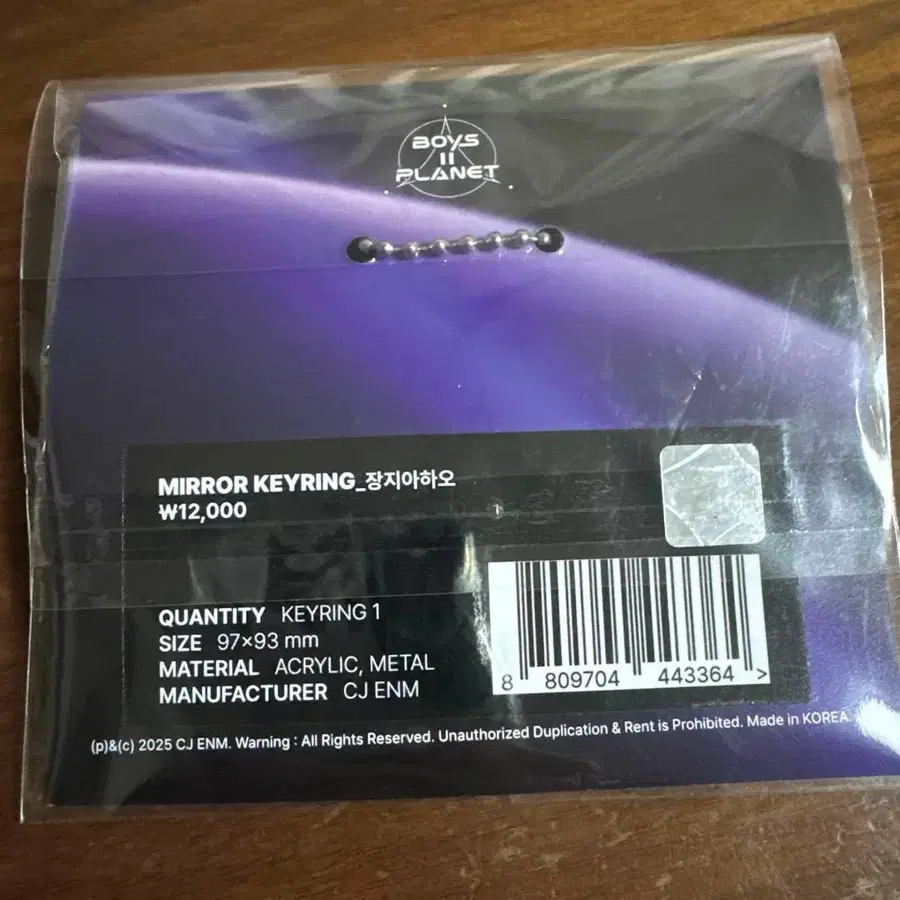 BOYS
II
PLANET
MIRROR KEYRING_장지아하오
₩12,000
QUANTITY KEYRING 1
SIZE 97×93 mm
MATERIAL ACRYLIC, METAL
MANUFACTURER CJ ENM
8 809704 443364 >
(p)&(c) 2025 CJ ENM. Warning : All Rights Reserved. Unauthorized Duplication & Rent is Prohibited. Made in KOREA.